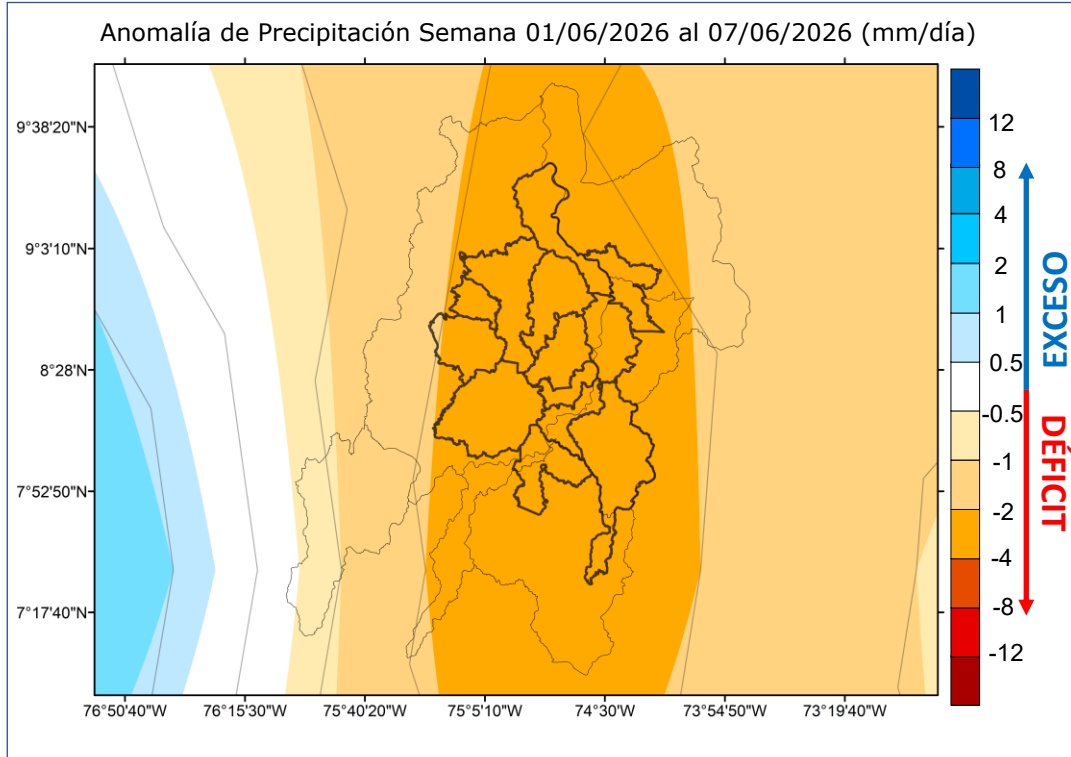 Anomalía de Precipitación Semana 01/06/2026 al 07/06/2026 (mm/día)
9°38'20"N
9°3'10"N
8°28'N
7°52'50"N
7°17'40"N
76°50'40"W
76°15'30"W
75°40'20"W
75°5'10"W
74°30'W
73°54'50"W
73°19'40"W
12
8
4
2
1
0.5
-0.5
-1
-2
-4
-8
-12
EXCESO
DÉFICIT